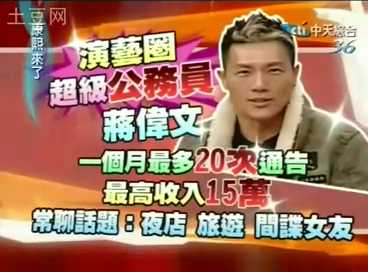 土豆网
康熙來了
cti 中天綜合
36
演藝圈
超級公務員
蔣偉文
一個月最多20次通告
最高收入15萬
常聊話題：夜店 旅遊 間諜女友